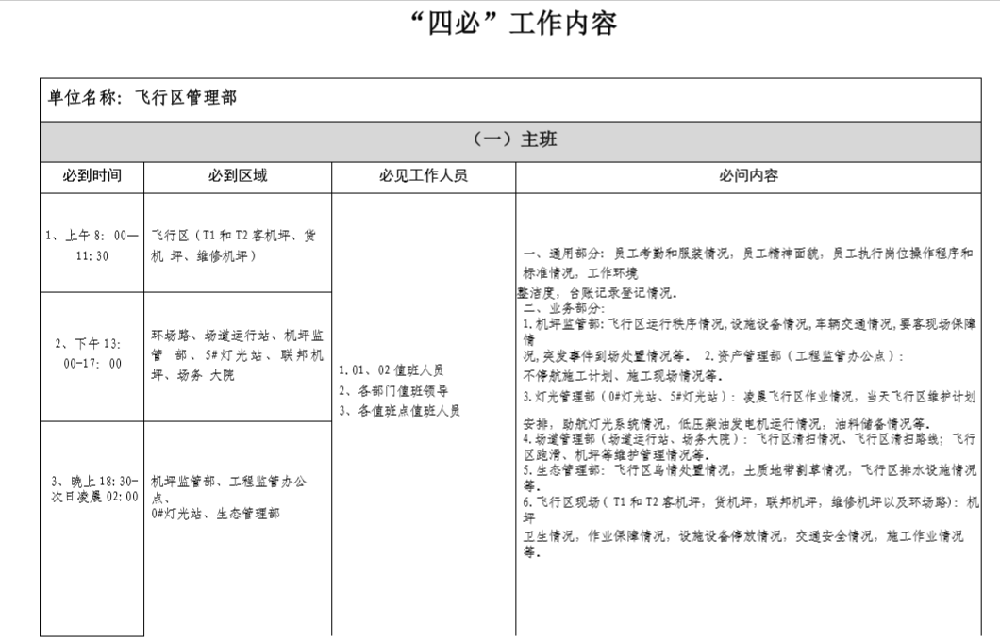 “四必”工作内容
单位名称：飞行区管理部
（一）主班
必到时间
必到区域
必见工作人员
必问内容
1、上午 8：00—
11:30
飞行区（T1 和 T2 客机坪、货
机 坪、维修机坪）
2、下午 13:
00-17：00
环场路、场道运行站、机坪监
管 部、5#灯光站、联邦机
坪、场务 大院
3、晚上 18:30-
次日凌晨 02:00
机坪监管部、工程监管办公
点、
0#灯光站、生态管理部
1.01、02 值班人员
2、各部门值班领导
3、各值班点值班人员
一、通用部分：员工考勤和服装情况，员工精神面貌，员工执行岗位操作程序和
标准情况，工作环境
整洁度，台账记录登记情况。
二、业务部分：
1.机坪监管部:飞行区运行秩序情况,设施设备情况,车辆交通情况,要客现场保障
情
况,突发事件到场处置情况等。 2.资产管理部（工程监管办公点）：
不停航施工计划、施工现场情况等。
3.灯光管理部（0#灯光站、5#灯光站）：凌晨飞行区作业情况，当天飞行区维护计划
安排，助航灯光系统情况，低压柴油发电机运行情况，油料储备情况等。
4.场道管理部（场道运行站、场务大院）：飞行区清扫情况、飞行区清扫路线；飞行
区跑滑、机坪等维护管理情况等。
5.生态管理部：飞行区鸟情处置情况，土质地带割草情况，飞行区排水设施情况
等。
6.飞行区现场（ T1 和 T2 客机坪，货机坪，联邦机坪，维修机坪以及环场路）：机
坪
卫生情况，作业保障情况，设施设备停放情况，交通安全情况，施工作业情况
等。